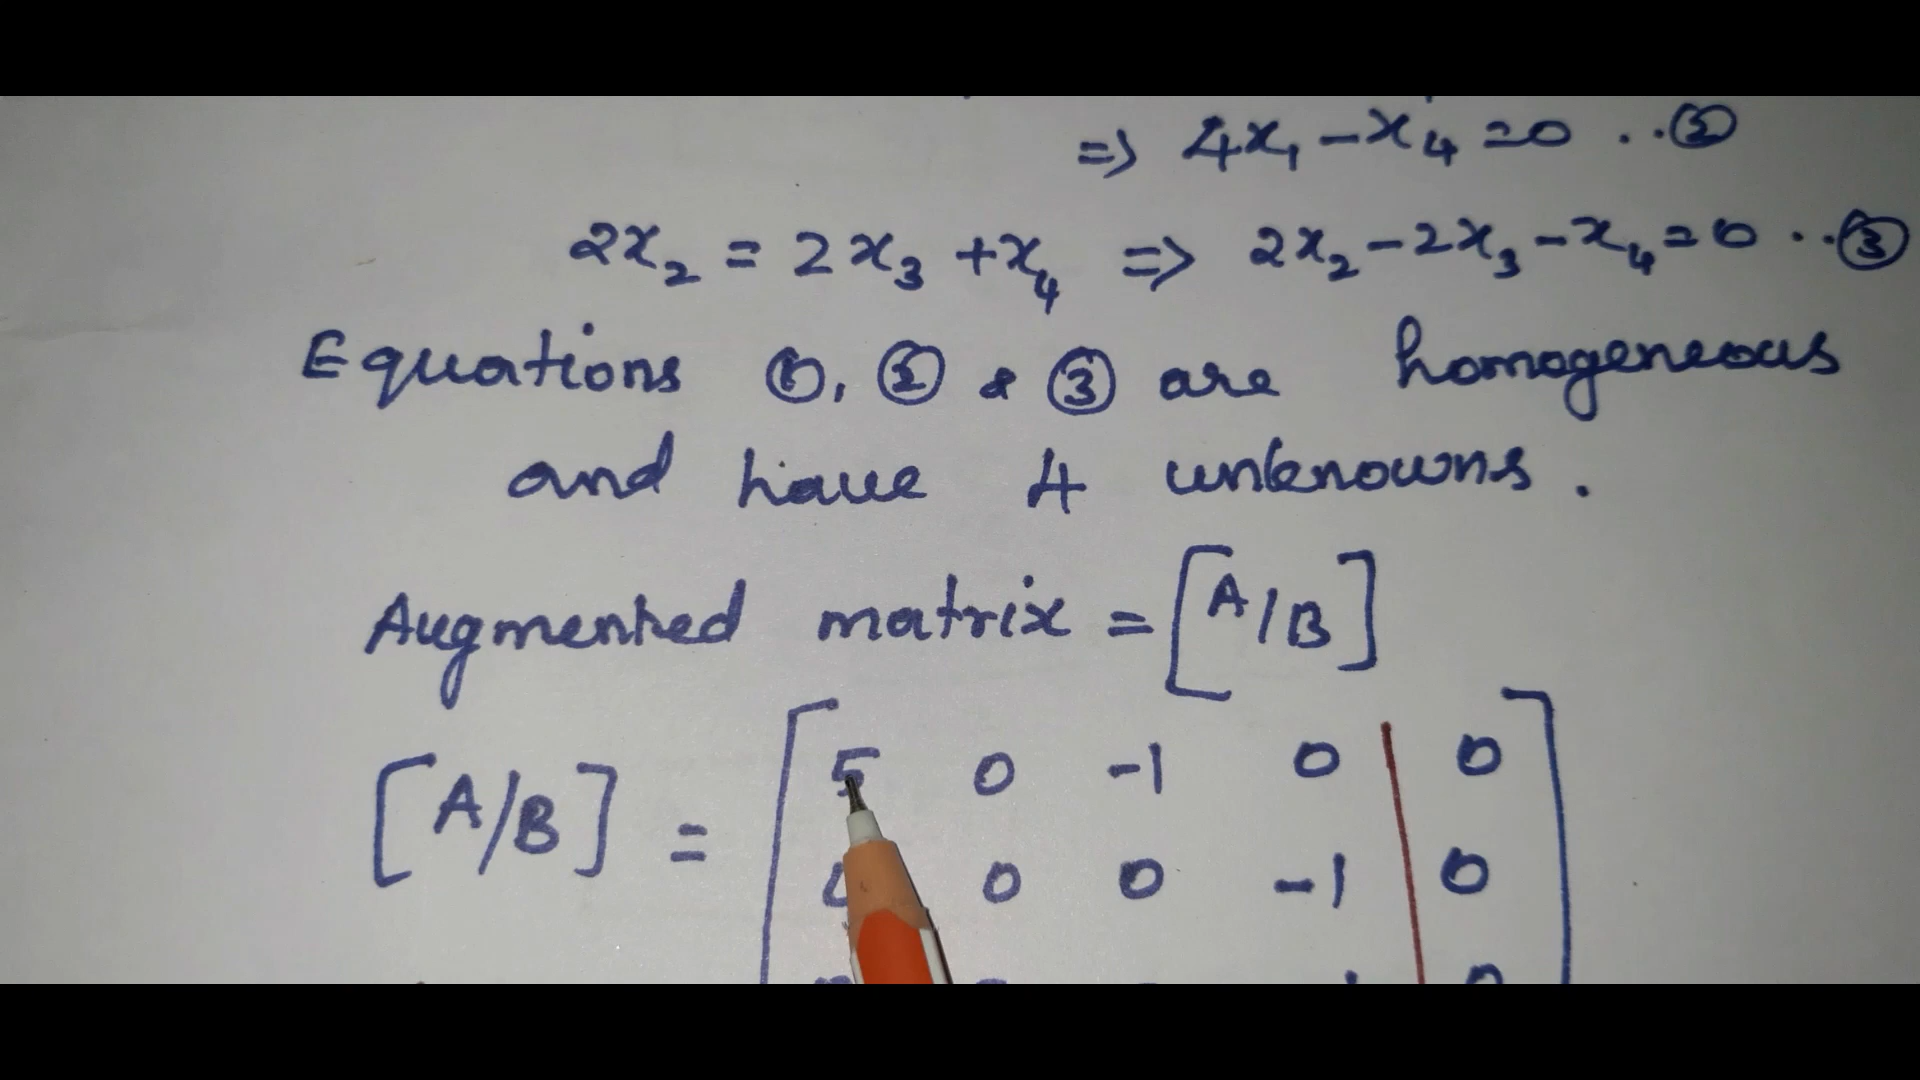 => 4x₁ - x₄ = 0 ..②
2x₂ = 2x₃ + x₄ => 2x₂ - 2x₃ - x₄ = 0 ..③
Equations ①, ② & ③ are homogeneous
and have 4 unknowns.
Augmented matrix = [A/B]
[A/B] = [5 0 -1 0 | 0]
0 0 -1 | 0